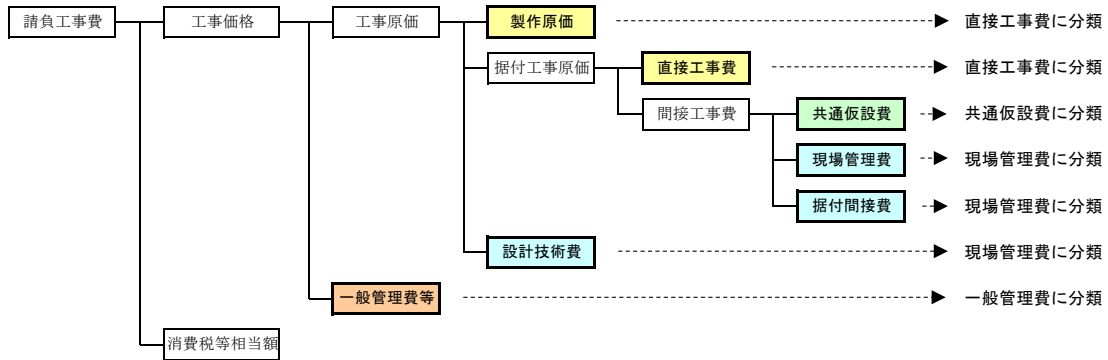 請負工事費 工事価格 工事原価 製作原価 直接工事費に分類
据付工事原価 直接工事費 直接工事費に分類
間接工事費 共通仮設費 共通仮設費に分類
現場管理費 現場管理費に分類
据付間接費 現場管理費に分類
設計技術費 現場管理費に分類
一般管理費等 一般管理費に分類
消費税等相当額